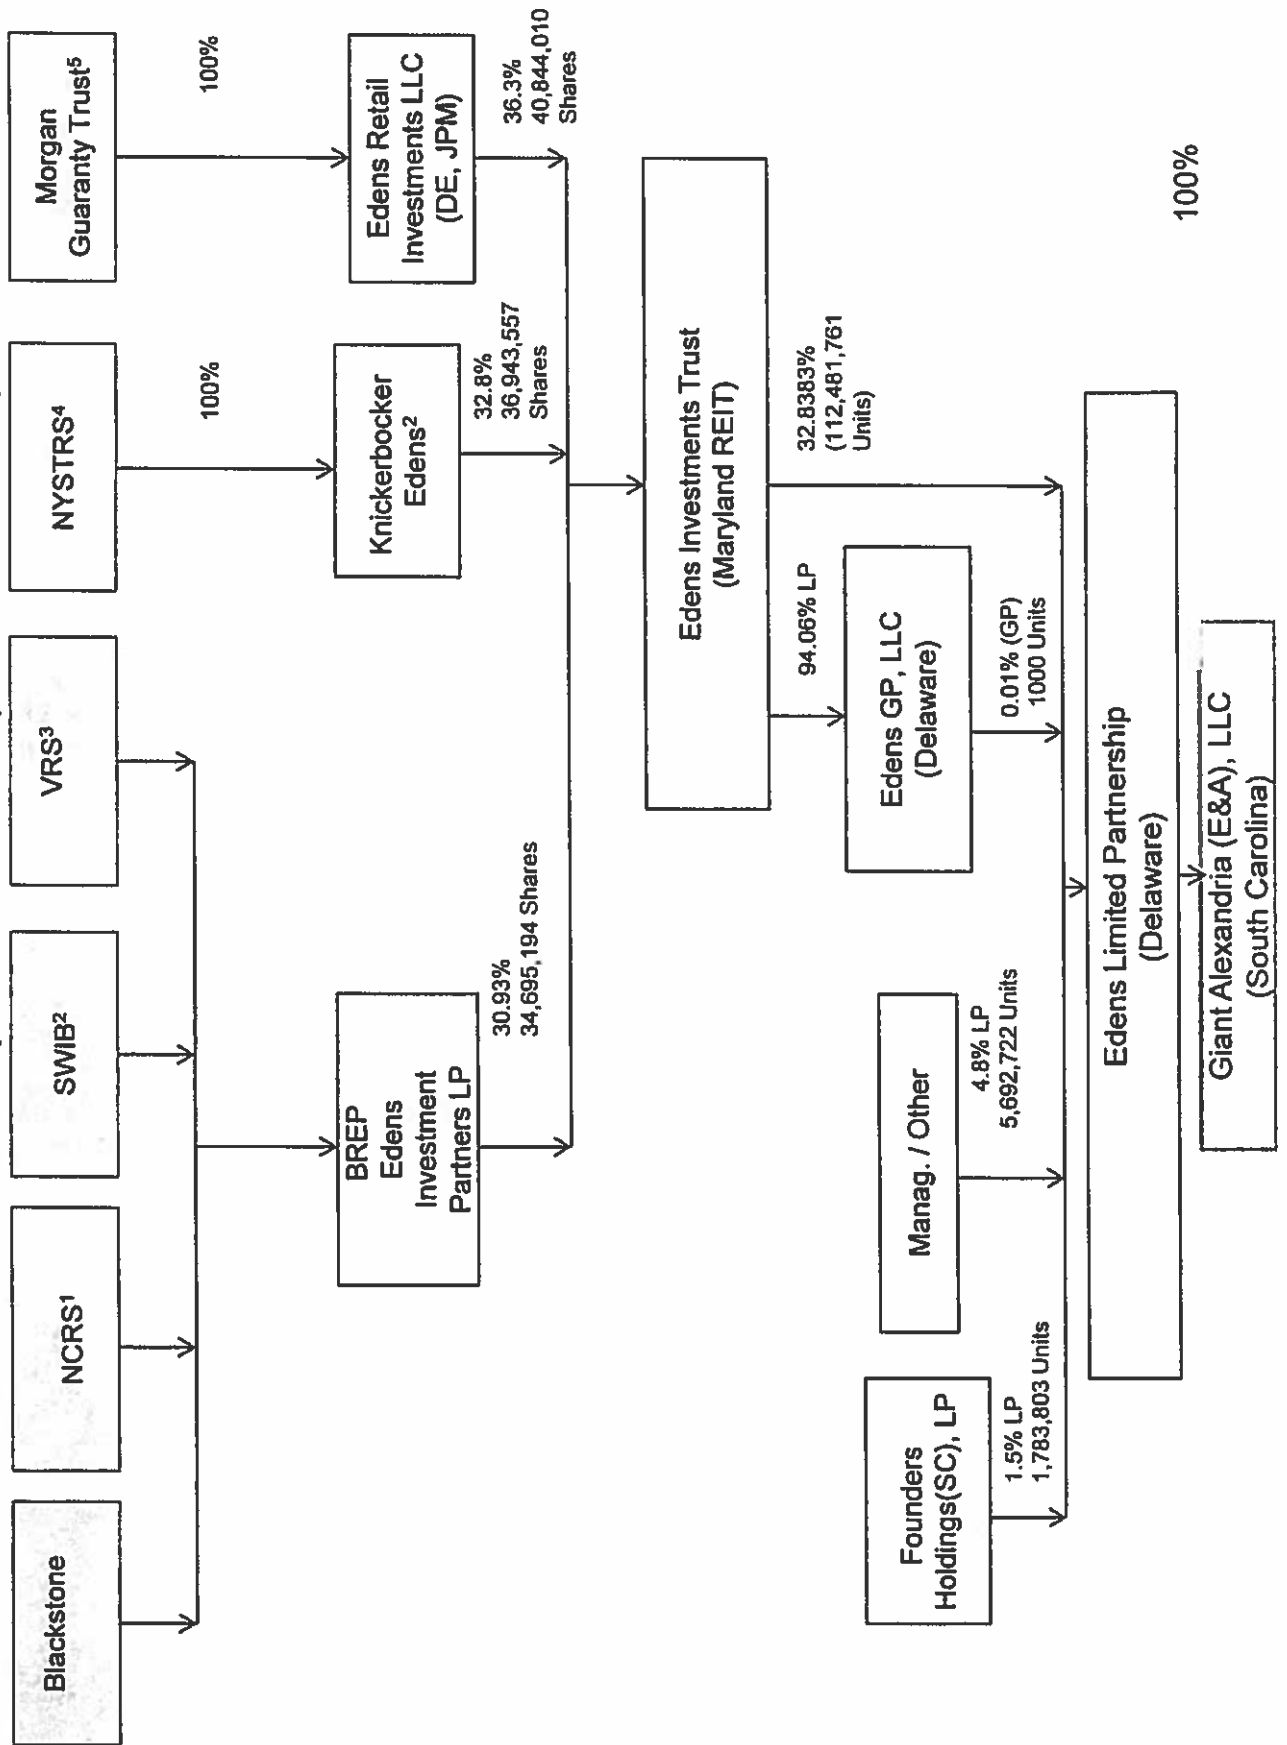 Blackstone
NCRS1
SWIB2
VRS3
NYSTRS4
Morgan
Guaranty Trust5
100%
100%
BREP
Edens
Investment
Partners LP
Knickerbocker
Edens2
Edens Retail
Investments LLC
(DE, JPM)
30.93%
34,695,194 Shares
32.8%
36,943,557
Shares
36.3%
40,844,010
Shares
Edens Investments Trust
(Maryland REIT)
94.06% LP
32.8383%
(112,481,761
Units)
Founders
Holdings(SC), LP
Manag. / Other
Edens GP, LLC
(Delaware)
1.5% LP
1,783,803 Units
4.8% LP
5,692,722 Units
0.01% (GP)
1000 Units
Edens Limited Partnership
(Delaware)
100%
Giant Alexandria (E&A), LLC
(South Carolina)